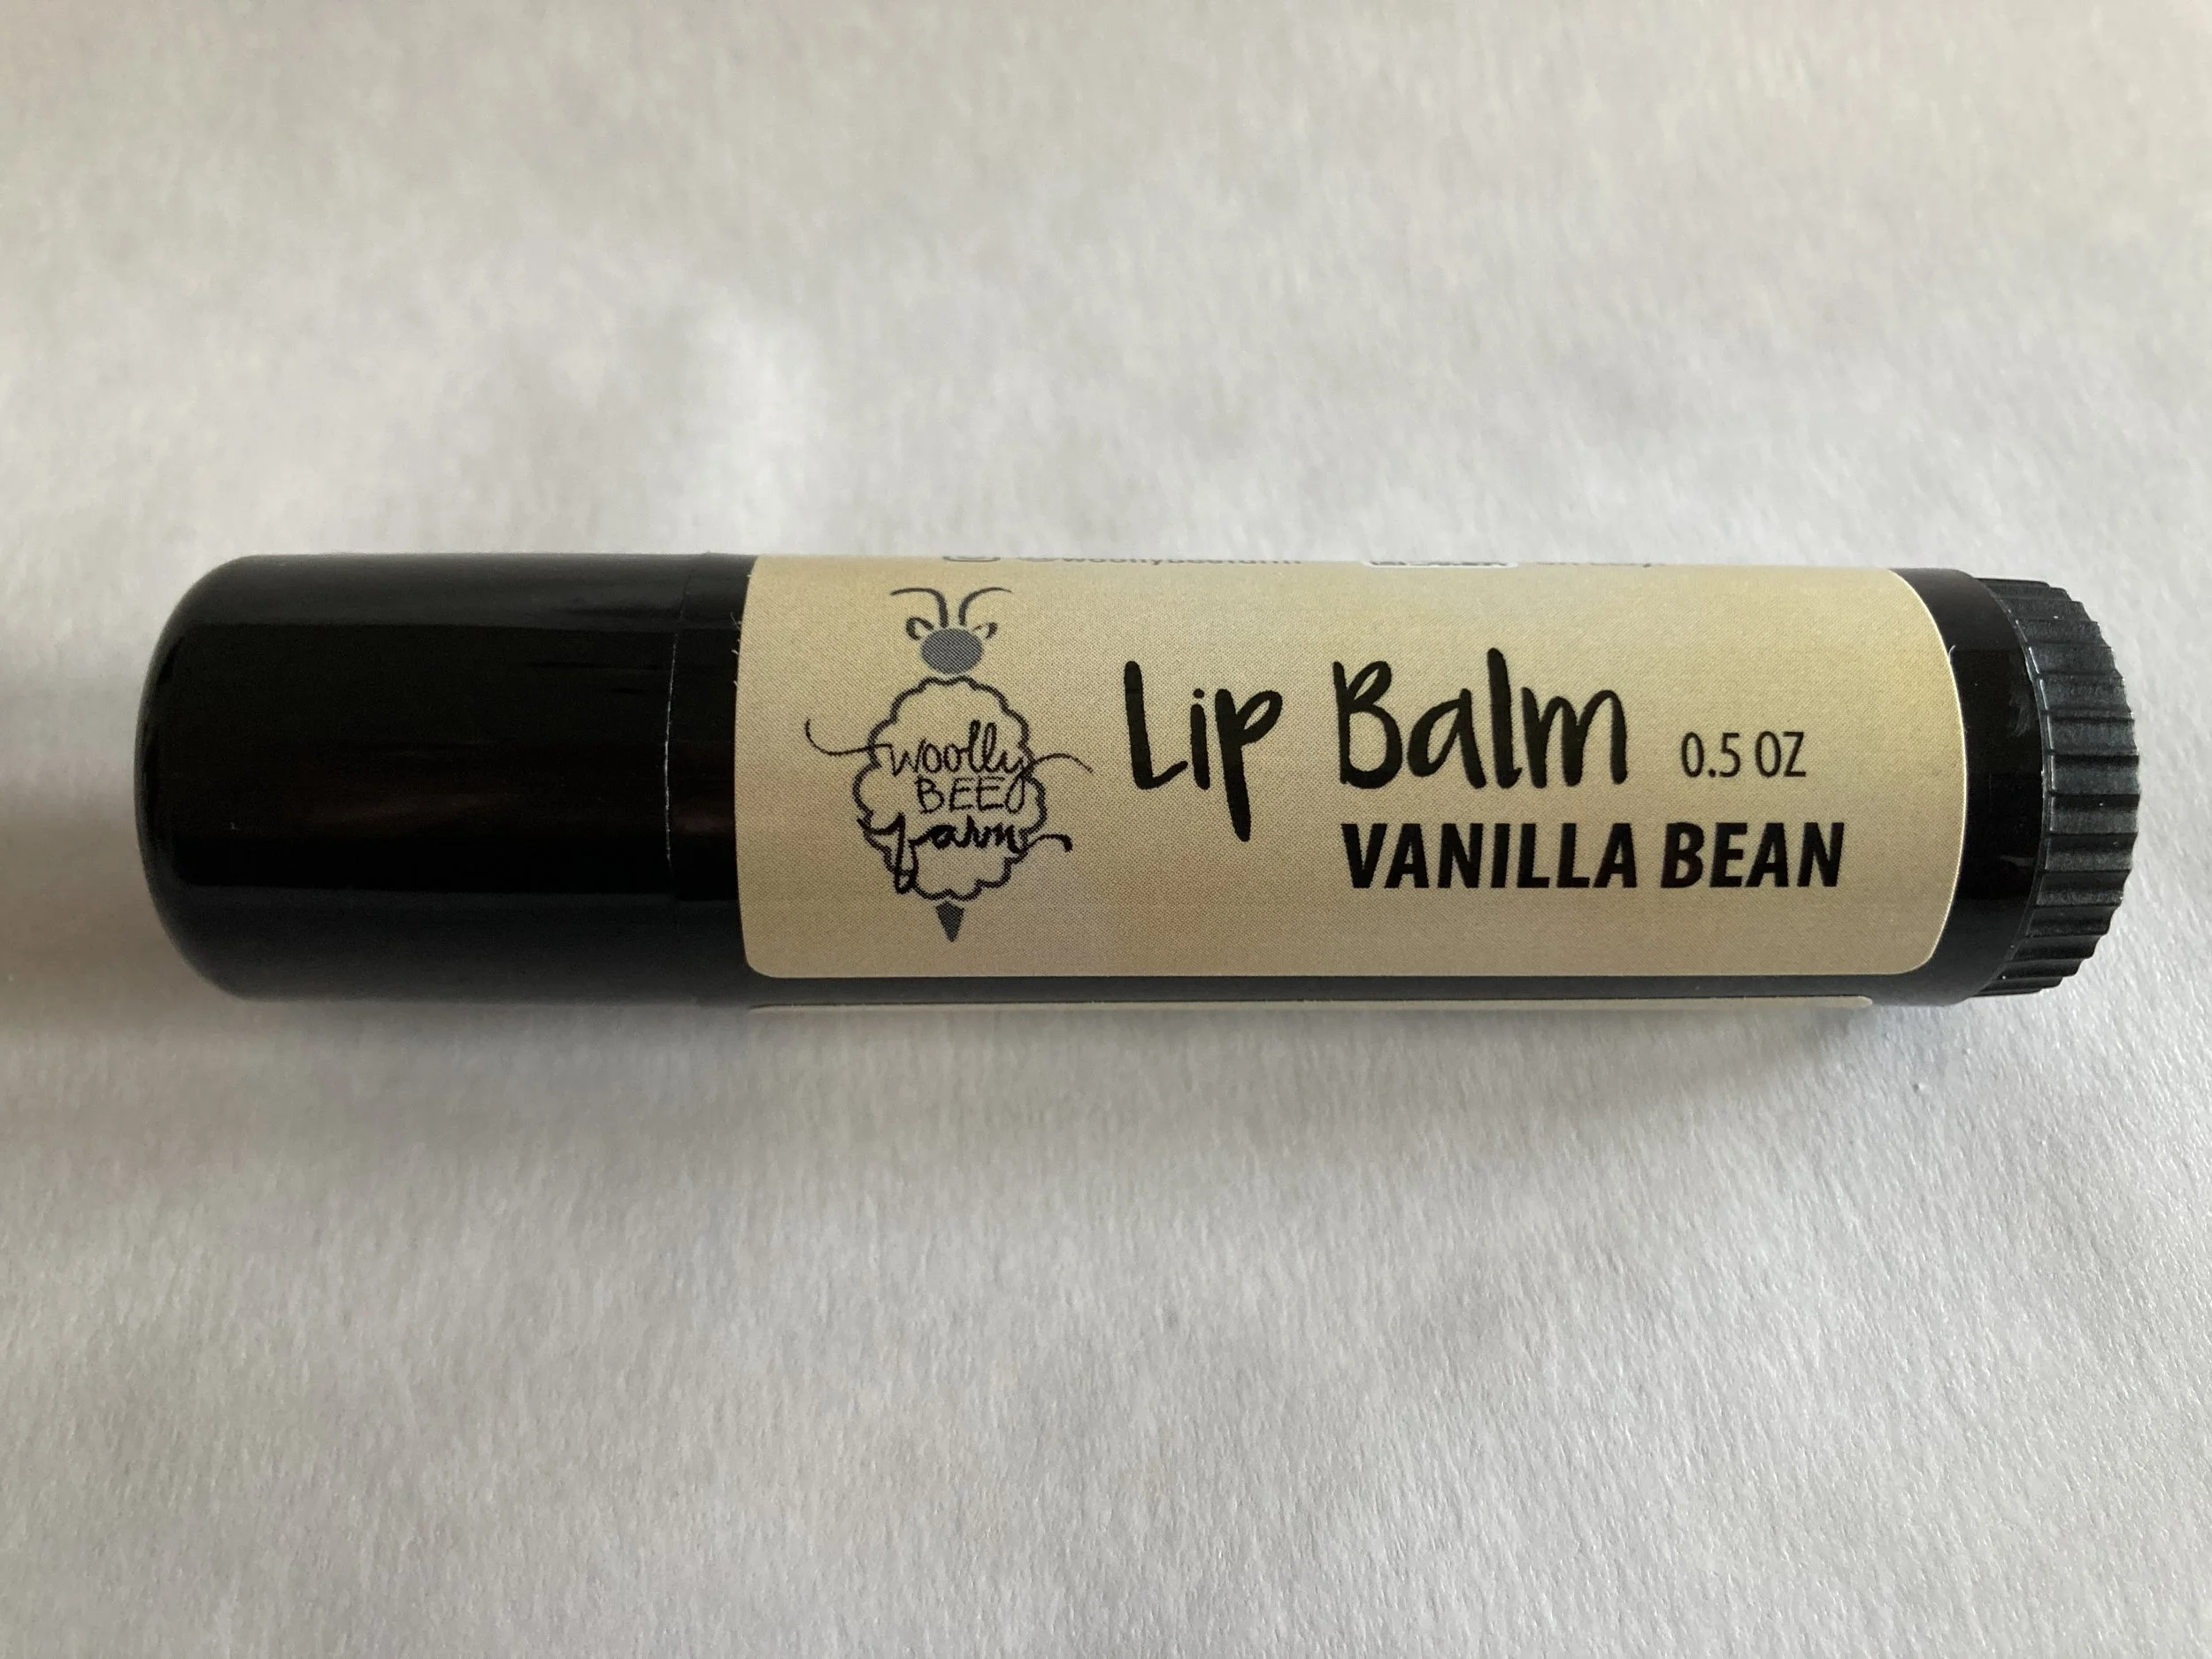 woolly
BEE
farm
Lip Balm 0.5 OZ
VANILLA BEAN